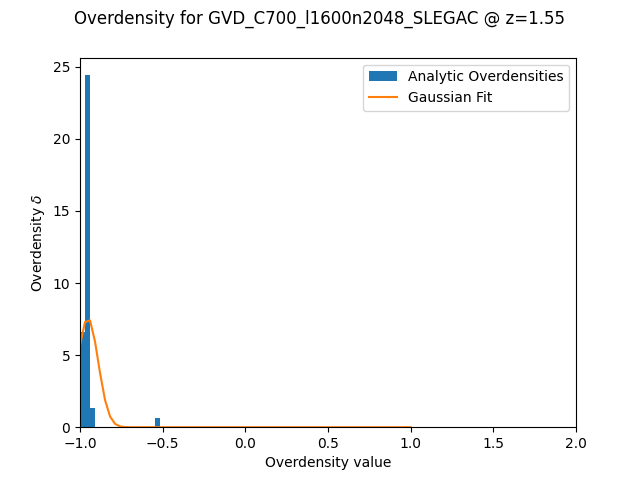 Overdensity for GVD_C700_l1600n2048_SLEGAC @ z=1.55
Analytic Overdensities
Gaussian Fit
Overdensity δ
25
20
15
10
5
0
−1.0 −0.5 0.0 0.5 1.0 1.5 2.0
Overdensity value